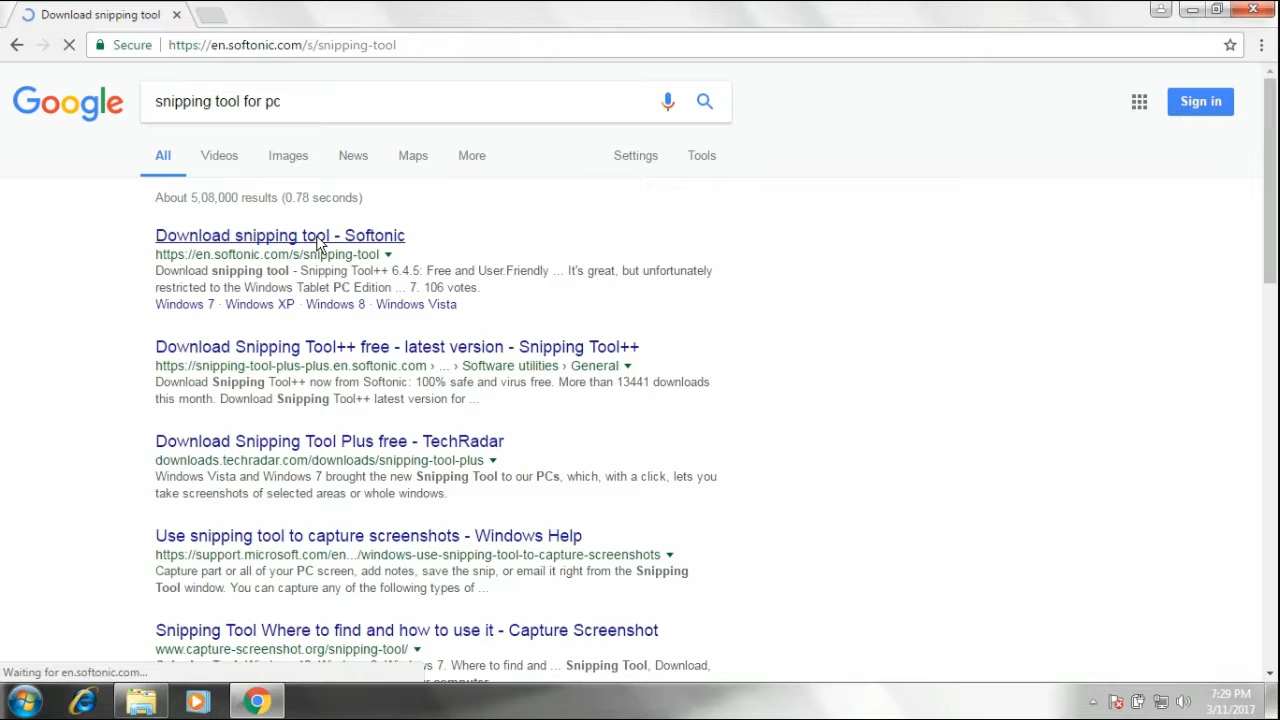 Download snipping tool
Secure https://en.softonic.com/s/snipping-tool
Google snipping tool for pc Sign in
All Videos Images News Maps More Settings Tools
About 5,08,000 results (0.78 seconds)
Download snipping tool - Softonic
https://en.softonic.com/s/snipping-tool
Download snipping tool - Snipping Tool++ 6.4.5: Free and User.Friendly ... It's great, but unfortunately
restricted to the Windows Tablet PC Edition ... 7. 106 votes.
Windows 7 · Windows XP · Windows 8 · Windows Vista
Download Snipping Tool++ free - latest version - Snipping Tool++
https://snipping-tool-plus-plus.en.softonic.com › ... › Software utilities › General
Download Snipping Tool++ now from Softonic: 100% safe and virus free. More than 13441 downloads
this month. Download Snipping Tool++ latest version for ...
Download Snipping Tool Plus free - TechRadar
downloads.techradar.com/downloads/snipping-tool-plus
Windows Vista and Windows 7 brought the new Snipping Tool to our PCs, which, with a click, lets you
take screenshots of selected areas or whole windows.
Use snipping tool to capture screenshots - Windows Help
https://support.microsoft.com/en.../windows-use-snipping-tool-to-capture-screenshots
Capture part or all of your PC screen, add notes, save the snip, or email it right from the Snipping
Tool window. You can capture any of the following types of ...
Snipping Tool Where to find and how to use it - Capture Screenshot
www.capture-screenshot.org/snipping-tool/
7. Where to find and ... Snipping Tool, Download,
Waiting for en.softonic.com...
7:29 PM
3/11/2017